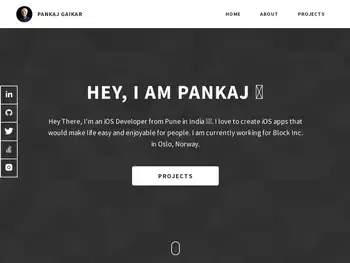 PANKAJ GAIKAR
HOME ABOUT PROJECTS
HEY, I AM PANKAJ
Hey There, I'm an iOS Developer from Pune in India. I love to create iOS apps that
would make life easy and enjoyable for people. I am currently working for Block Inc.
in Oslo, Norway.
PROJECTS